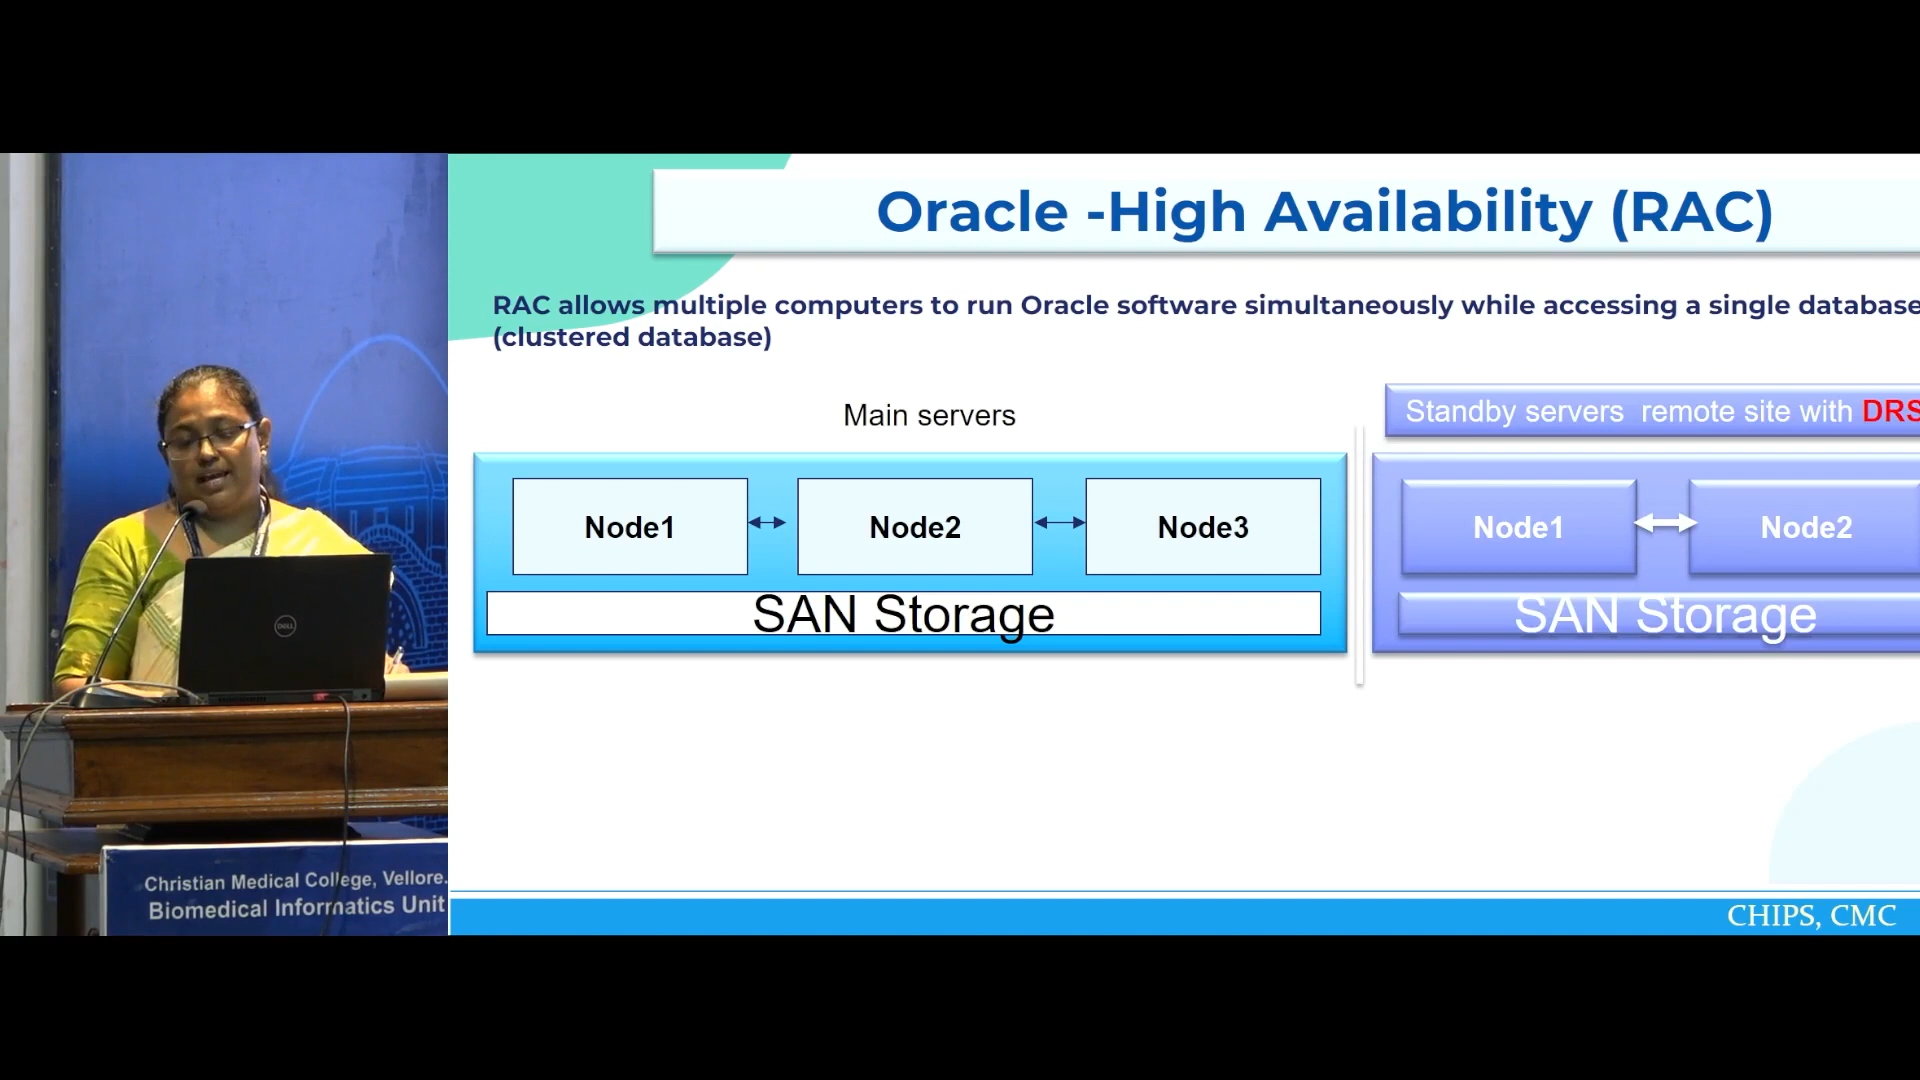 Oracle -High Availability (RAC)
RAC allows multiple computers to run Oracle software simultaneously while accessing a single database
(clustered database)
Main servers
Standby servers remote site with DRS
Node1
Node2
Node3
SAN Storage
Node1
Node2
SAN Storage
DELL
Christian Medical College, Vellore.
Biomedical Informatics Unit
CHIPS, CMC